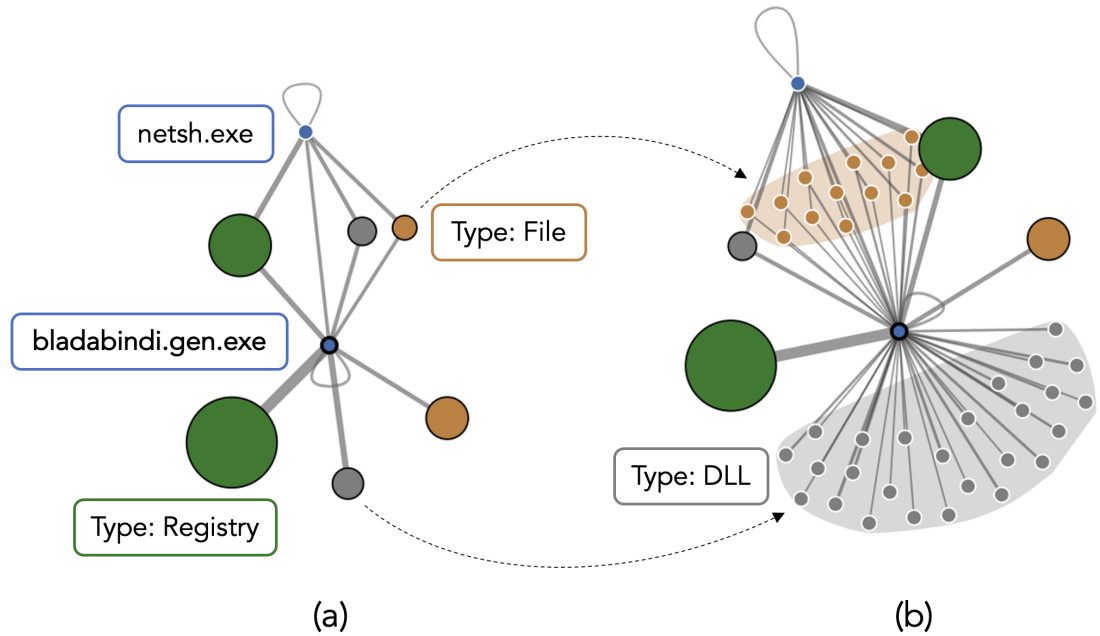 netsh.exe
Type: File
bladabindi.gen.exe
Type: DLL
Type: Registry
(a)
(b)